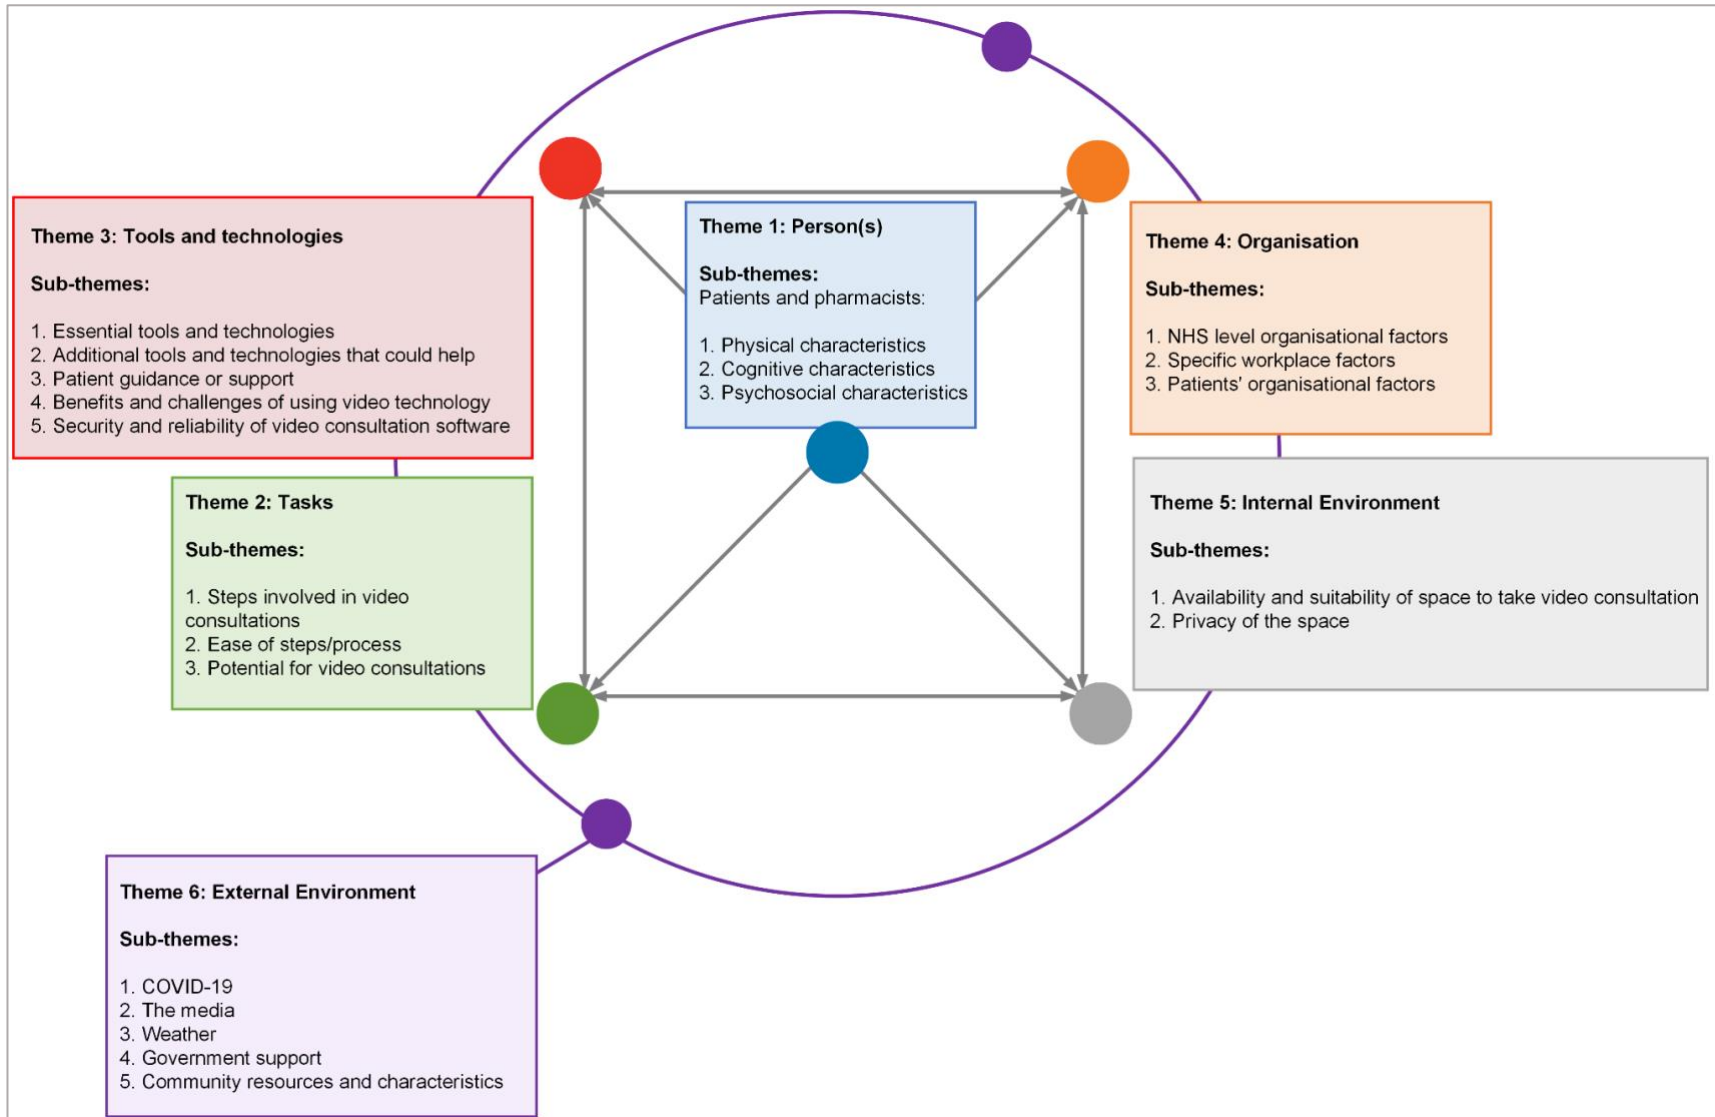 Theme 3: Tools and technologies
Sub-themes:
1. Essential tools and technologies
2. Additional tools and technologies that could help
3. Patient guidance or support
4. Benefits and challenges of using video technology
5. Security and reliability of video consultation software
Theme 1: Person(s)
Sub-themes:
Patients and pharmacists:
1. Physical characteristics
2. Cognitive characteristics
3. Psychosocial characteristics
Theme 4: Organisation
Sub-themes:
1. NHS level organisational factors
2. Specific workplace factors
3. Patients' organisational factors
Theme 2: Tasks
Sub-themes:
1. Steps involved in video
consultations
2. Ease of steps/process
3. Potential for video consultations
Theme 5: Internal Environment
Sub-themes:
1. Availability and suitability of space to take video consultation
2. Privacy of the space
Theme 6: External Environment
Sub-themes:
1. COVID-19
2. The media
3. Weather
4. Government support
5. Community resources and characteristics